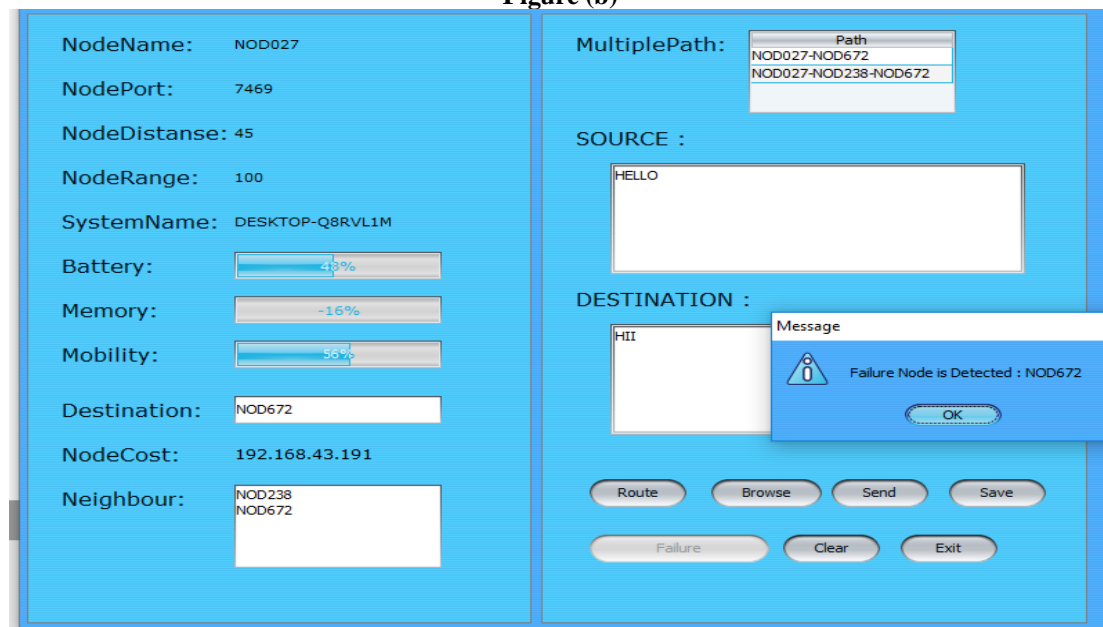 Figure (b)
NodeName: NOD027
NodePort: 7469
NodeDistanse: 45
NodeRange: 100
SystemName: DESKTOP-Q8RVL1M
Battery: 48%
Memory: -16%
Mobility: 56%
Destination: NOD672
NodeCost: 192.168.43.191
Neighbour: NOD238
NOD672
MultiplePath: Path
NOD027-NOD672
NOD027-NOD238-NOD672
SOURCE :
HELLO
DESTINATION :
HII
Message
Failure Node is Detected : NOD672
OK
Route Browse Send Save
Failure Clear Exit